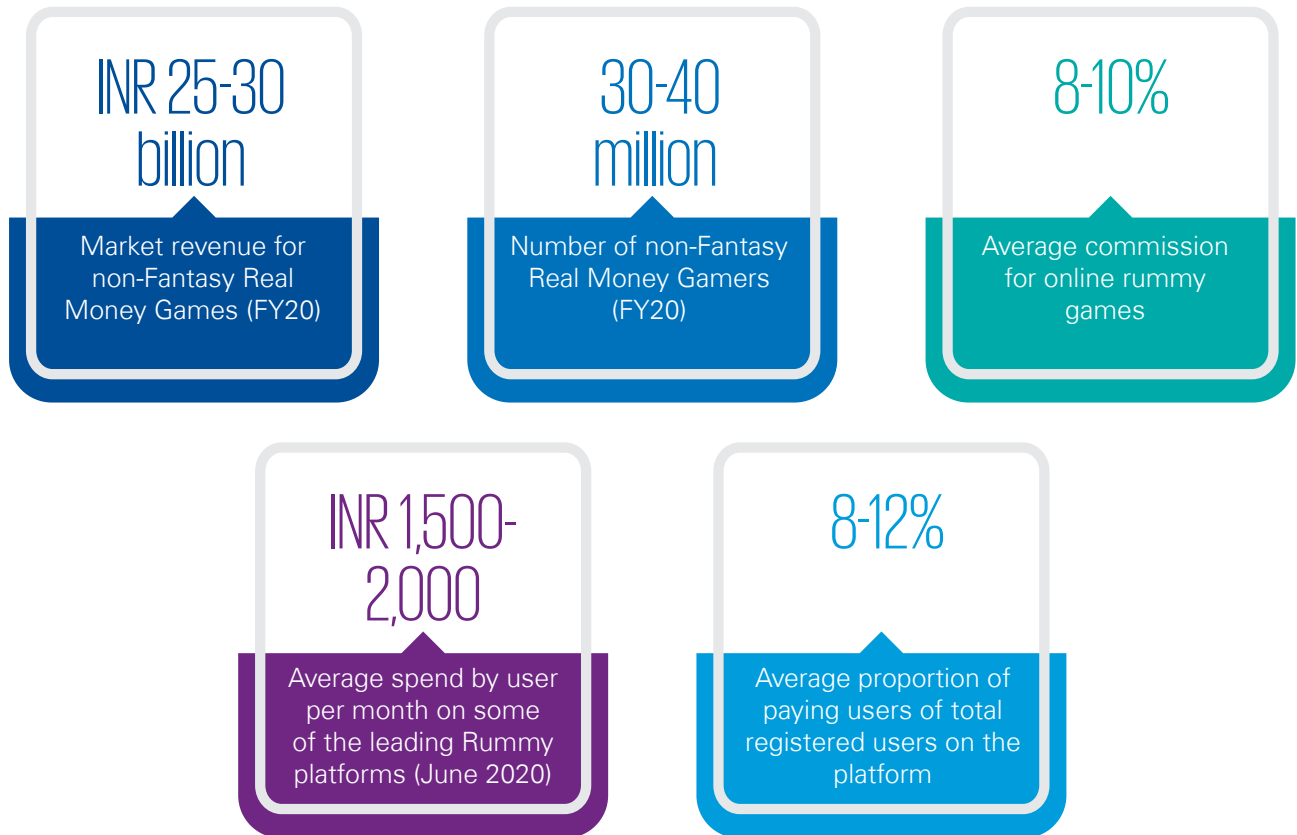 INR 25-30
billion
Market revenue for
non-Fantasy Real
Money Games (FY20)
30-40
million
Number of non-Fantasy
Real Money Gamers
(FY20)
8-10%
Average commission
for online rummy
games
INR 1,500-
2,000
Average spend by user
per month on some
of the leading Rummy
platforms (June 2020)
8-12%
Average proportion of
paying users of total
registered users on the
platform